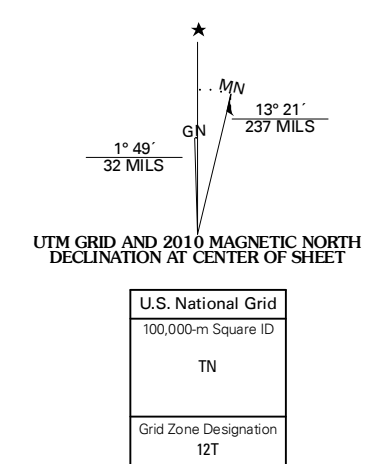 MN
13° 21´
237 MILS
GN
1° 49´
32 MILS
UTM GRID AND 2010 MAGNETIC NORTH
DECLINATION AT CENTER OF SHEET
U.S. National Grid
100,000-m Square ID
TN
Grid Zone Designation
12T